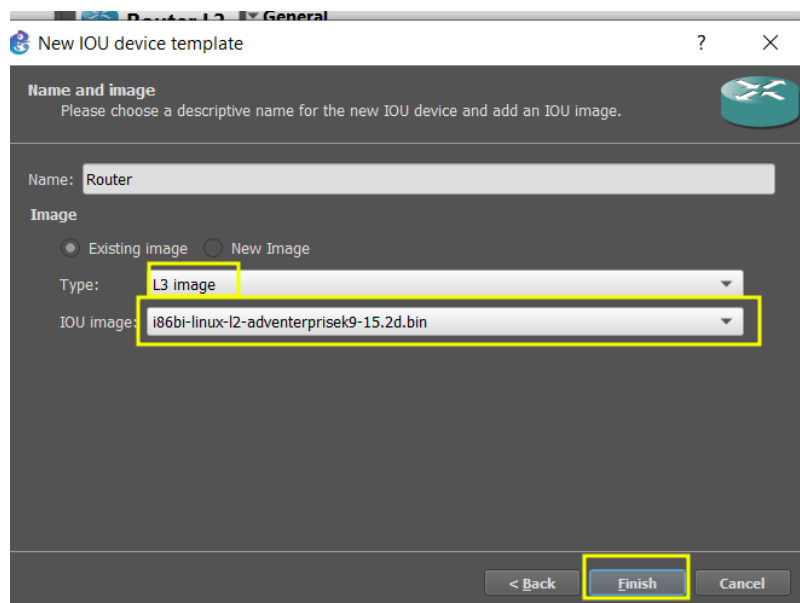 Router L2 General
New IOU device template ?
Name and image
Please choose a descriptive name for the new IOU device and add an IOU image.
Name: Router
Image
Existing image New Image
Type: L3 image
IOU image: i86bi-linux-l2-adventerprisek9-15.2d.bin
< Back Finish Cancel